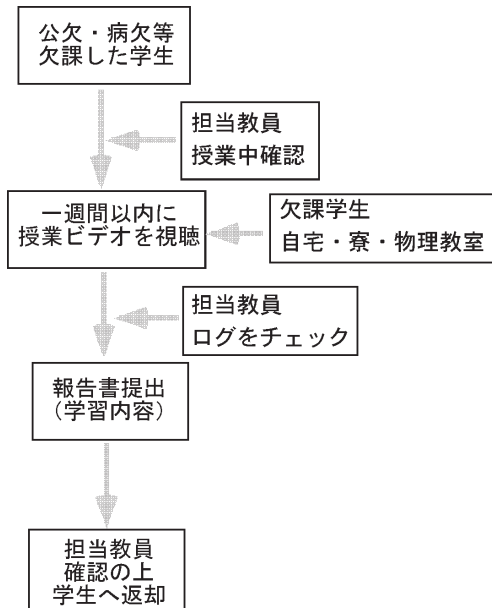 公欠・病欠等
欠課した学生
担当教員
授業中確認
一週間以内に
授業ビデオを視聴
欠課学生
自宅・寮・物理教室
担当教員
ログをチェック
報告書提出
（学習内容）
担当教員
確認の上
学生へ返却